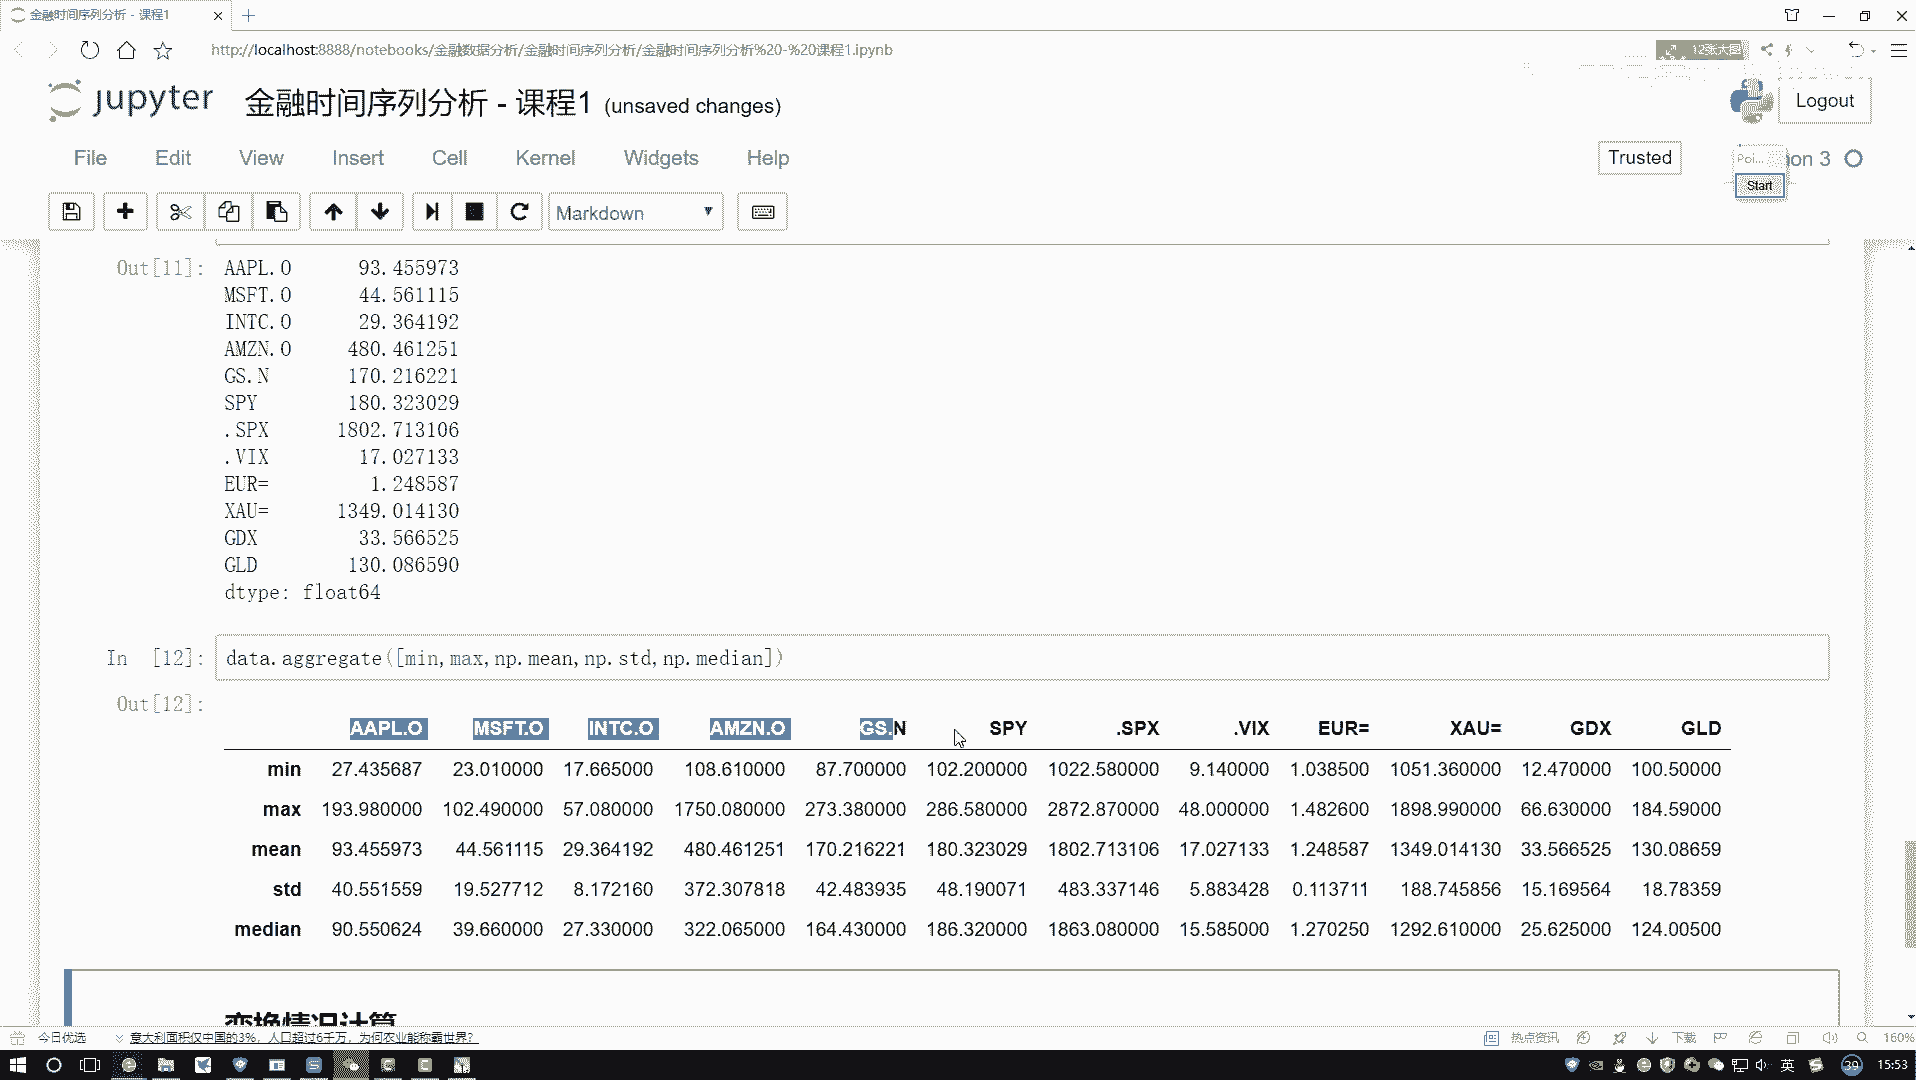 金融时间序列分析 - 课程1
http://localhost:8888/notebooks/金融数据分析/金融时间序列分析/金融时间序列分析%20-%20课程1.ipynb
12张大图
jupyter 金融时间序列分析 - 课程1 (unsaved changes)
Logout
File Edit View Insert Cell Kernel Widgets Help
Trusted
Poi... on 3
Start
Markdown
Out[11]:
AAPL.O 93.455973
MSFT.O 44.561115
INTC.O 29.364192
AMZN.O 480.461251
GS.N 170.216221
SPY 180.323029
.SPX 1802.713106
.VIX 17.027133
EUR= 1.248587
XAU= 1349.014130
GDX 33.566525
GLD 130.086590
dtype: float64
In [12]: data.aggregate([min,max,np.mean,np.std,np.median])
Out[12]:
AAPL.O MSFT.O INTC.O AMZN.O GS.N SPY .SPX .VIX EUR= XAU= GDX GLD
min 27.435687 23.010000 17.665000 108.610000 87.700000 102.200000 1022.580000 9.140000 1.038500 1051.360000 12.470000 100.50000
max 193.980000 102.490000 57.080000 1750.080000 273.380000 286.580000 2872.870000 48.000000 1.482600 1898.990000 66.630000 184.59000
mean 93.455973 44.561115 29.364192 480.461251 170.216221 180.323029 1802.713106 17.027133 1.248587 1349.014130 33.566525 130.08659
std 40.551559 19.527712 8.172160 372.307818 42.483935 48.190071 483.337146 5.883428 0.113711 188.745856 15.169564 18.78359
median 90.550624 39.660000 27.330000 322.065000 164.430000 186.320000 1863.080000 15.585000 1.270250 1292.610000 25.625000 124.00500
变换情况计算
今日优选 意大利面积仅中国的3%，人口超过6千万，为何农业能称霸世界？
热点资讯 下载 160%
英 39 15:53